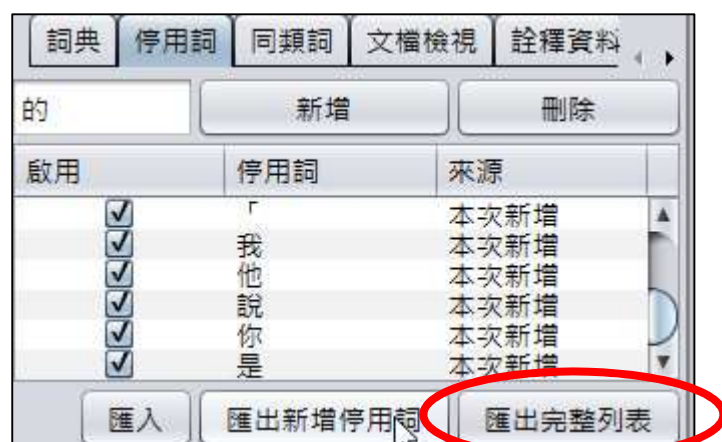 詞典 停用詞 同類詞 文檔檢視 詮釋資料
的 新增 刪除
啟用 停用詞 來源
「 本次新增
我 本次新增
他 本次新增
說 本次新增
你 本次新增
是 本次新增
匯入 匯出新增停用詞 匯出完整列表